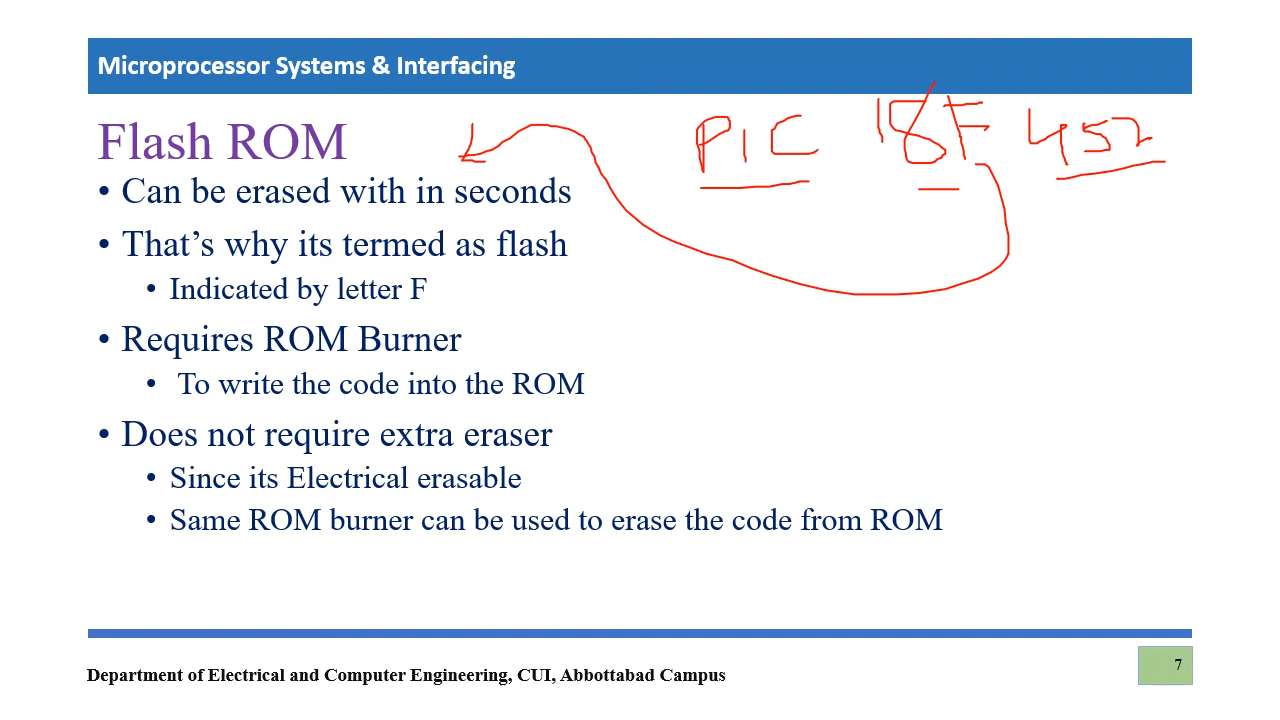 Microprocessor Systems & Interfacing
PIC 18F 452
Flash ROM
• Can be erased with in seconds
• That's why its termed as flash
• Indicated by letter F
• Requires ROM Burner
• To write the code into the ROM
• Does not require extra eraser
• Since its Electrical erasable
• Same ROM burner can be used to erase the code from ROM
Department of Electrical and Computer Engineering, CUI, Abbottabad Campus
7